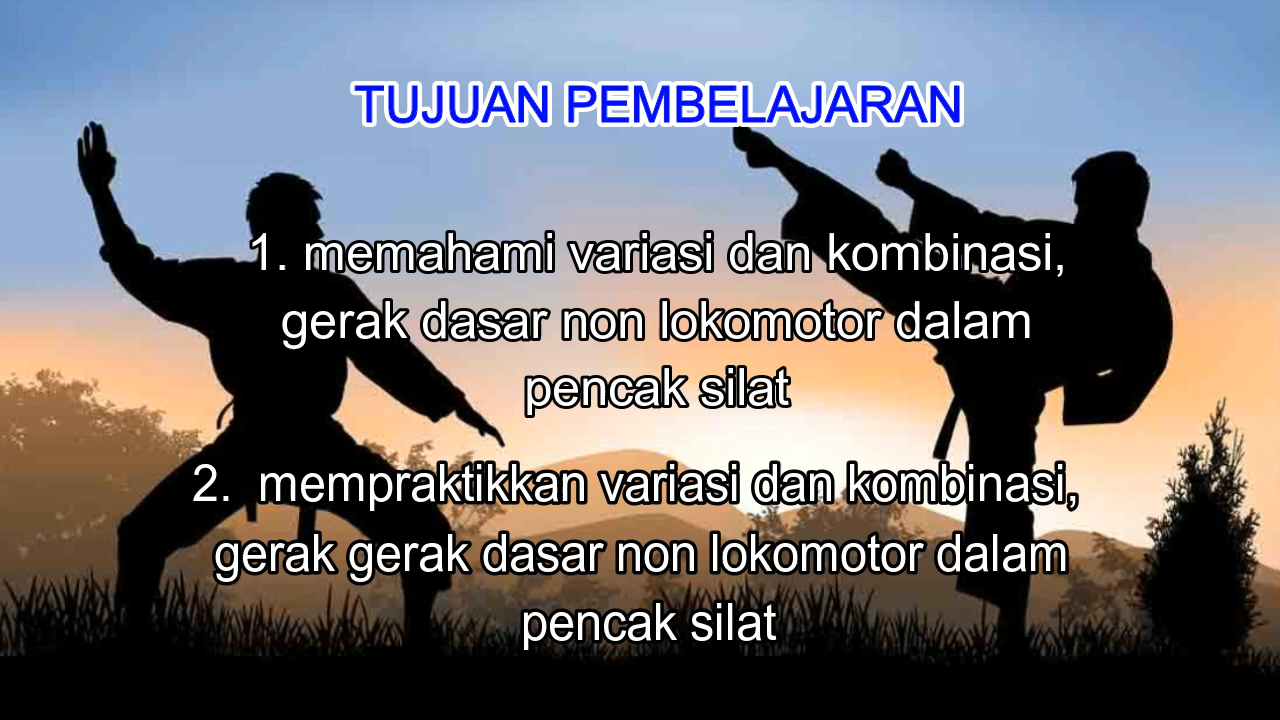 TUJUAN PEMBELAJARAN
1. memahami variasi dan kombinasi,
gerak dasar non lokomotor dalam
pencak silat
2. mempraktikkan variasi dan kombinasi,
gerak gerak dasar non lokomotor dalam
pencak silat